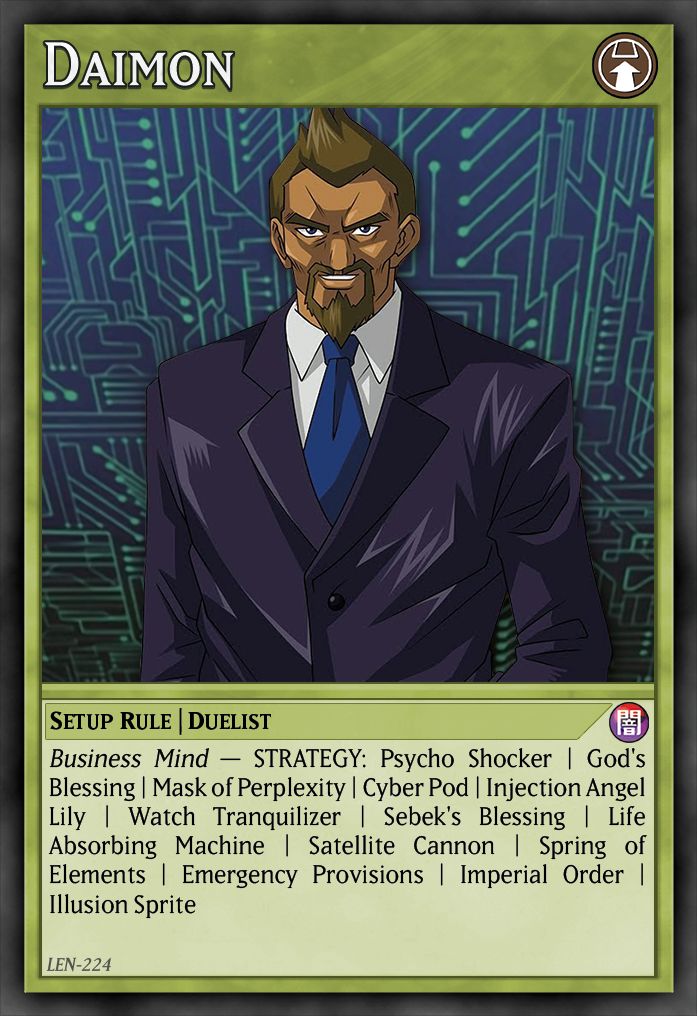 DAIMON
SETUP RULE | DUELIST
闇
Business Mind — STRATEGY: Psycho Shocker | God's
Blessing | Mask of Perplexity | Cyber Pod | Injection Angel
Lily | Watch Tranquilizer | Sebek's Blessing | Life
Absorbing Machine | Satellite Cannon | Spring of
Elements | Emergency Provisions | Imperial Order |
Illusion Sprite
LEN-224